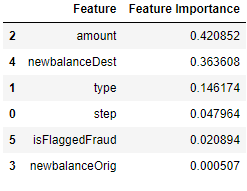 Feature Feature Importance
2 amount 0.420852
4 newbalanceDest 0.363608
1 type 0.146174
0 step 0.047964
5 isFlaggedFraud 0.020894
3 newbalanceOrig 0.000507